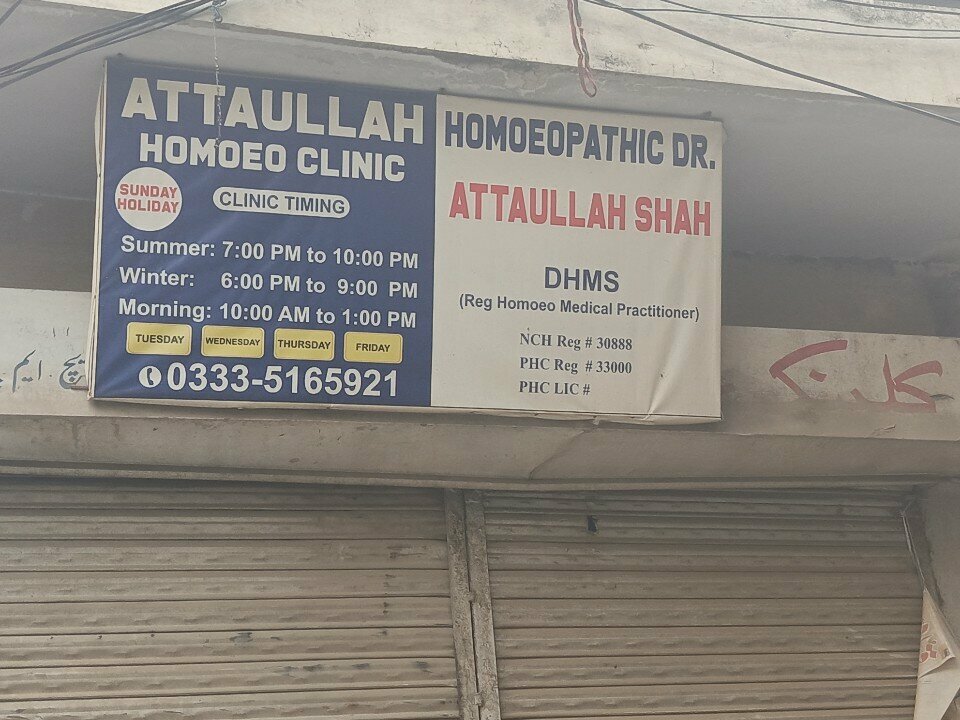 ATTAULLAH
HOMOEO CLINIC
SUNDAY
HOLIDAY
CLINIC TIMING
Summer: 7:00 PM to 10:00 PM
Winter: 6:00 PM to 9:00 PM
Morning: 10:00 AM to 1:00 PM
TUESDAY WEDNESDAY THURSDAY FRIDAY
0333-5165921
HOMOEOPATHIC DR.
ATTAULLAH SHAH
DHMS
(Reg Homoeo Medical Practitioner)
NCH Reg # 30888
PHC Reg # 33000
PHC LIC #
کلینک